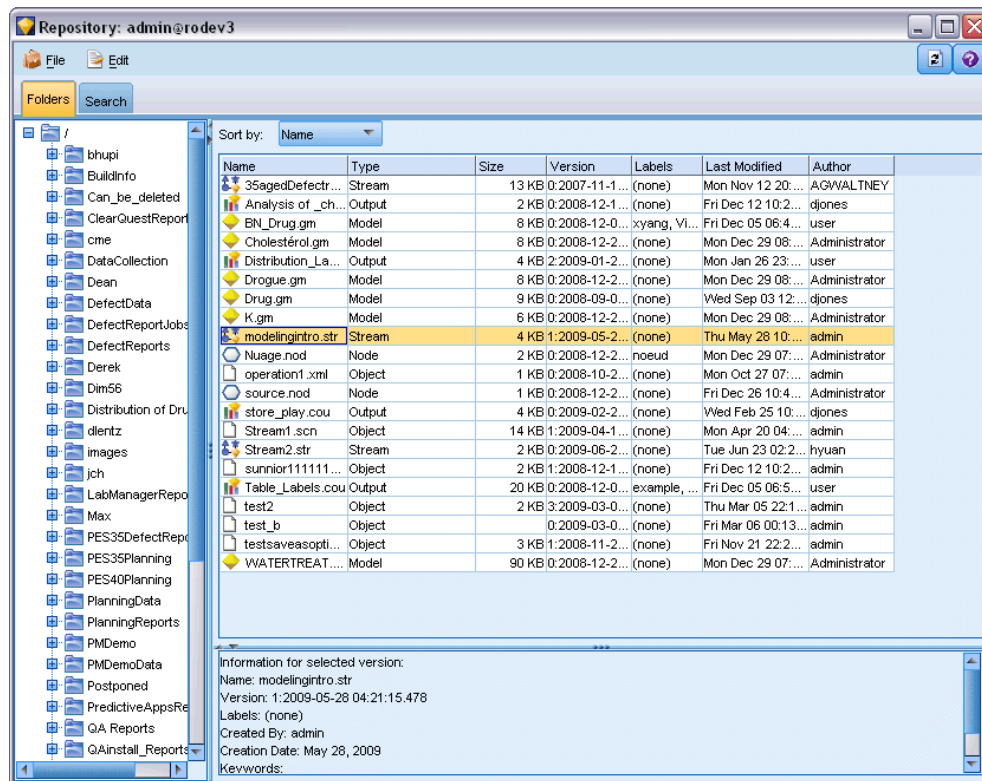 Repository: admin@rodev3
File Edit
Folders Search
/
bhupi
BuildInfo
Can_be_deleted
ClearQuestReport
cme
DataCollection
Dean
DefectData
DefectReportJobs
DefectReports
Derek
Dim56
Distribution of Dru
dlentz
images
jch
LabManagerRepo
Max
PES35DefectRepo
PES35Planning
PES40Planning
PlanningData
PlanningReports
PMDemo
PMDemoData
Postponed
PredictiveAppsRe
QA Reports
QAinstall_Reports
Sort by: Name
Name Type Size Version Labels Last Modified Author
35agedDefectr... Stream 13 KB 0:2007-11-1... (none) Mon Nov 12 20:... AGWALTNEY
Analysis of _ch... Output 2 KB 0:2008-12-1... (none) Fri Dec 12 10:2... djones
BN_Drug.gm Model 8 KB 0:2008-12-0... xyang, Vi... Fri Dec 05 06:4... user
Cholestérol.gm Model 8 KB 0:2008-12-2... (none) Mon Dec 29 08:... Administrator
Distribution_La... Output 4 KB 2:2009-01-2... (none) Mon Jan 26 23:... user
Drogue.gm Model 8 KB 0:2008-12-2... (none) Mon Dec 29 08:... Administrator
Drug.gm Model 9 KB 0:2008-09-0... (none) Wed Sep 03 12:... djones
K.gm Model 6 KB 0:2008-12-2... (none) Mon Dec 29 08:... Administrator
modelingintro.str Stream 4 KB 1:2009-05-2... (none) Thu May 28 10:... admin
Nuage.nod Node 2 KB 0:2008-12-2... noeud Mon Dec 29 07:... Administrator
operation1.xml Object 1 KB 0:2008-10-2... (none) Mon Oct 27 07:... admin
source.nod Node 1 KB 0:2008-12-2... (none) Fri Dec 26 10:4... Administrator
store_play.cou Output 4 KB 0:2009-02-2... (none) Wed Feb 25 10:... djones
Stream1.scn Object 14 KB 1:2009-04-1... (none) Mon Apr 20 04:... admin
Stream2.str Stream 2 KB 0:2009-06-2... (none) Tue Jun 23 02:2... hyuan
sunnior111111... Object 2 KB 1:2008-12-1... (none) Fri Dec 12 10:2... admin
Table_Labels.cou Output 20 KB 0:2008-12-0... example, ... Fri Dec 05 06:5... user
test2 Object 2 KB 3:2009-03-0... (none) Thu Mar 05 22:1... admin
test_b Object 0:2009-03-0... (none) Fri Mar 06 00:13... admin
testsaveasopti... Object 3 KB 1:2008-11-2... (none) Fri Nov 21 22:2... admin
WATERTREAT.... Model 90 KB 0:2008-12-2... (none) Mon Dec 29 07:... Administrator
Information for selected version:
Name: modelingintro.str
Version: 1:2009-05-28 04:21:15.478
Labels: (none)
Created By: admin
Creation Date: May 28, 2009
Keywords: